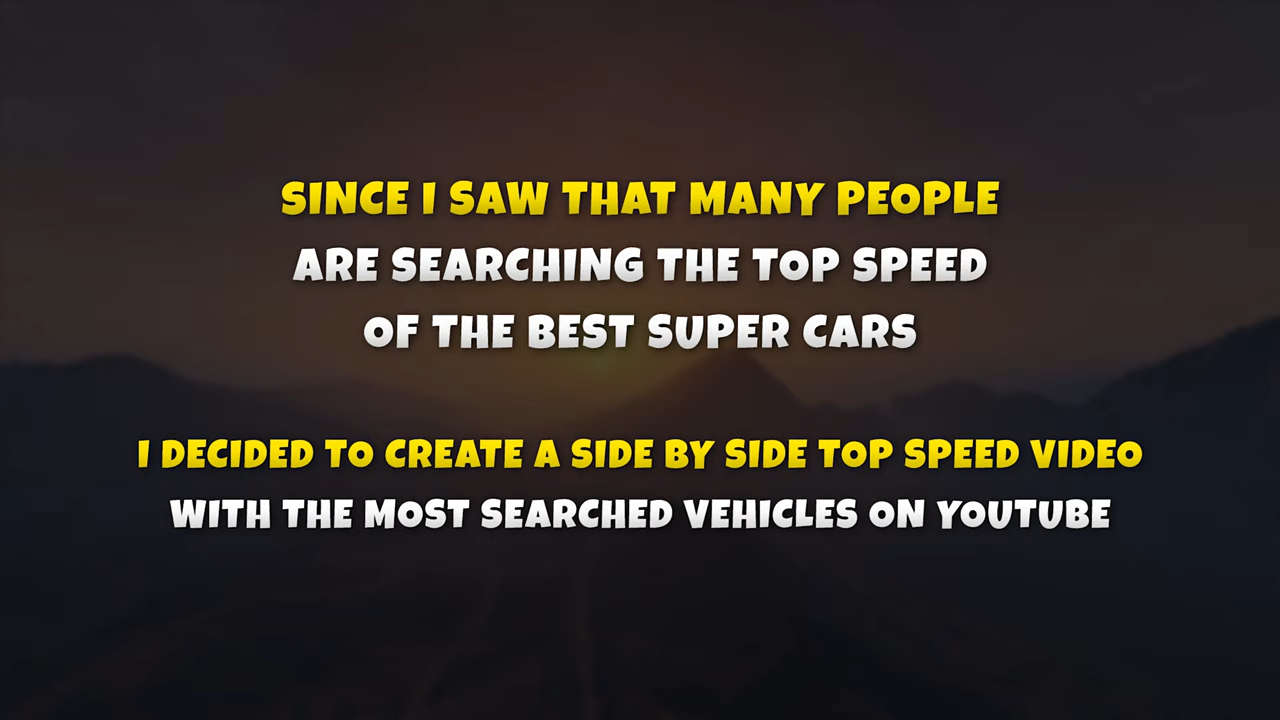 SINCE I SAW THAT MANY PEOPLE
ARE SEARCHING THE TOP SPEED
OF THE BEST SUPER CARS
I DECIDED TO CREATE A SIDE BY SIDE TOP SPEED VIDEO
WITH THE MOST SEARCHED VEHICLES ON YOUTUBE